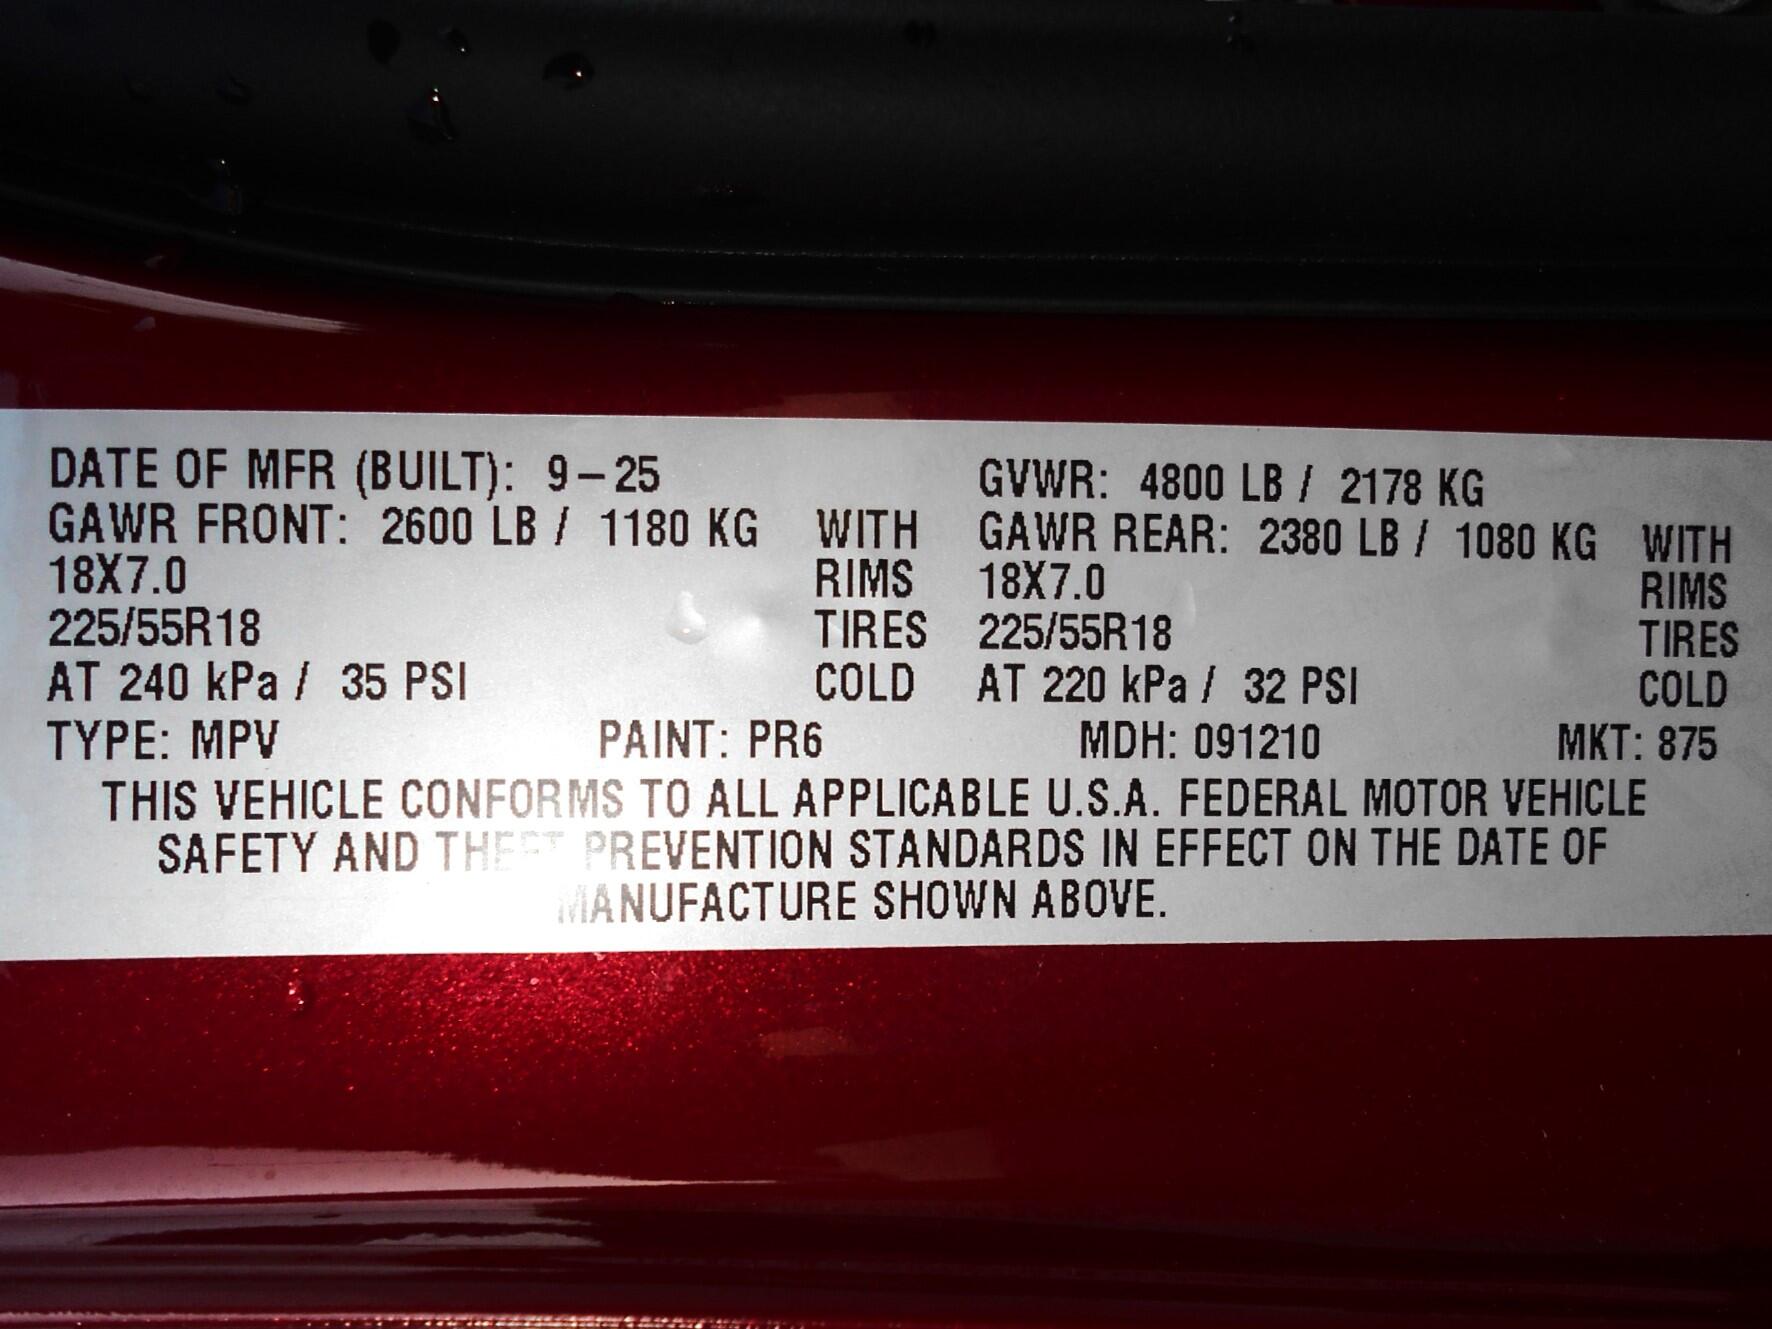 DATE OF MFR (BUILT): 9-25 GVWR: 4800 LB / 2178 KG
GAWR FRONT: 2600 LB / 1180 KG WITH GAWR REAR: 2380 LB / 1080 KG WITH
18X7.0 RIMS 18X7.0 RIMS
225/55R18 TIRES 225/55R18 TIRES
AT 240 kPa / 35 PSI COLD AT 220 kPa / 32 PSI COLD
TYPE: MPV PAINT: PR6 MDH: 091210 MKT: 875
THIS VEHICLE CONFORMS TO ALL APPLICABLE U.S.A. FEDERAL MOTOR VEHICLE
SAFETY AND THEFT PREVENTION STANDARDS IN EFFECT ON THE DATE OF
MANUFACTURE SHOWN ABOVE.